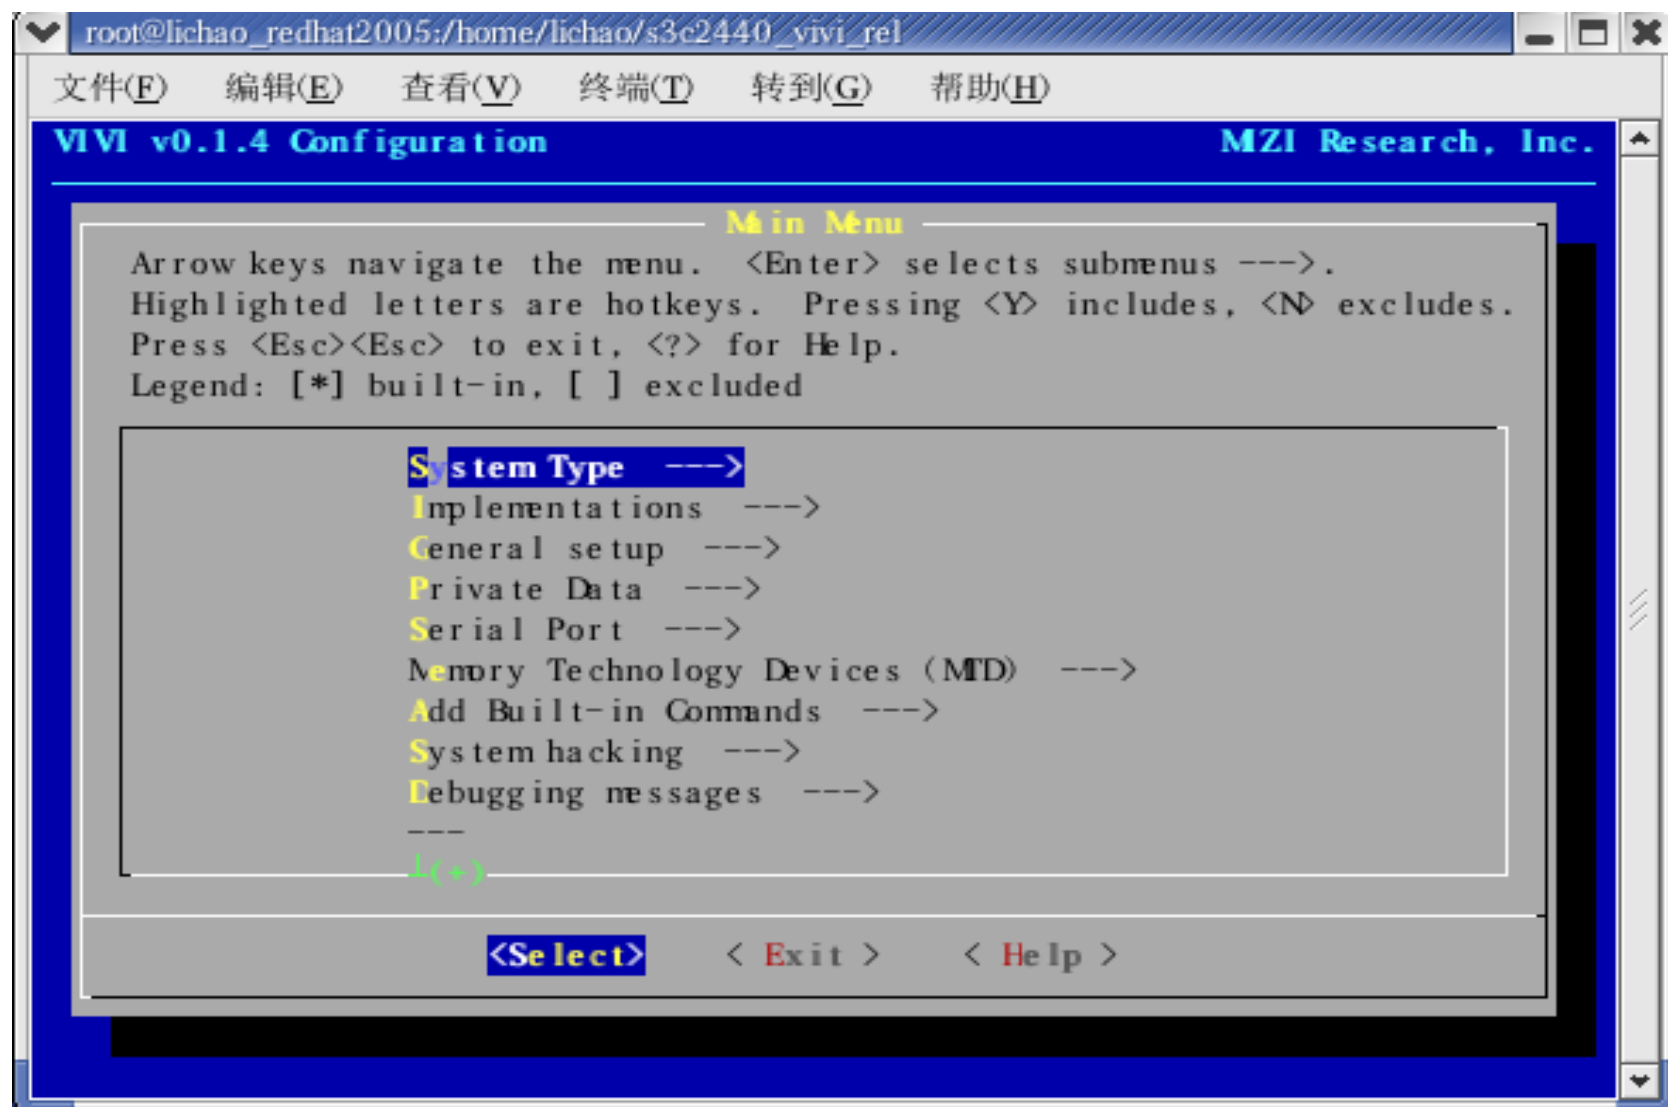 root@lichao_redhat2005:/home/lichao/s3c2440_vivi_rel
文件(F) 编辑(E) 查看(V) 终端(T) 转到(G) 帮助(H)
VIVI v0.1.4 Configuration MIZI Research, Inc.
Main Menu
Arrow keys navigate the menu. <Enter> selects submenus --->.
Highlighted letters are hotkeys. Pressing <Y> includes, <N> excludes.
Press <Esc><Esc> to exit, <?> for Help.
Legend: [*] built-in, [ ] excluded
System Type --->
Implementations --->
General setup --->
Private Data --->
Serial Port --->
Memory Technology Devices (MTD) --->
Add Built-in Commands --->
System hacking --->
Debugging messages --->
---
┴(+)
<Select> < Exit > < Help >